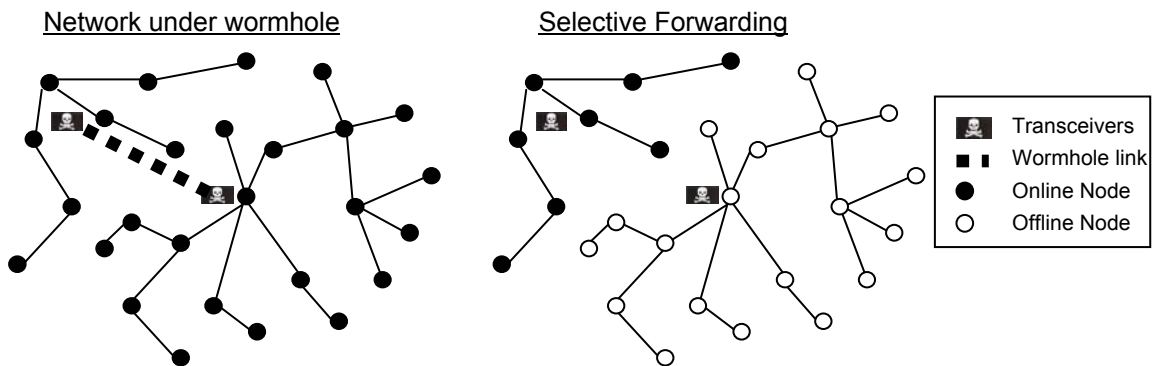 Network under wormhole
Selective Forwarding
Transceivers
Wormhole link
Online Node
Offline Node